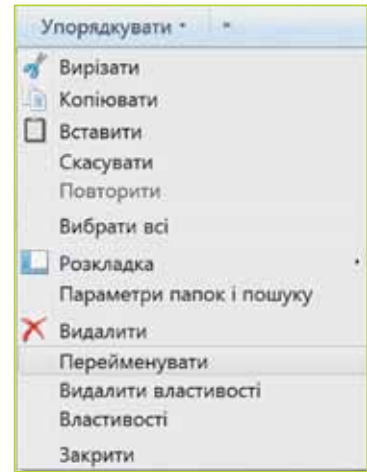 Упорядкувати
Вирізати
Копіювати
Вставити
Скасувати
Повторити
Вибрати всі
Розкладка
Параметри папок і пошуку
Видалити
Перейменувати
Видалити властивості
Властивості
Закрити